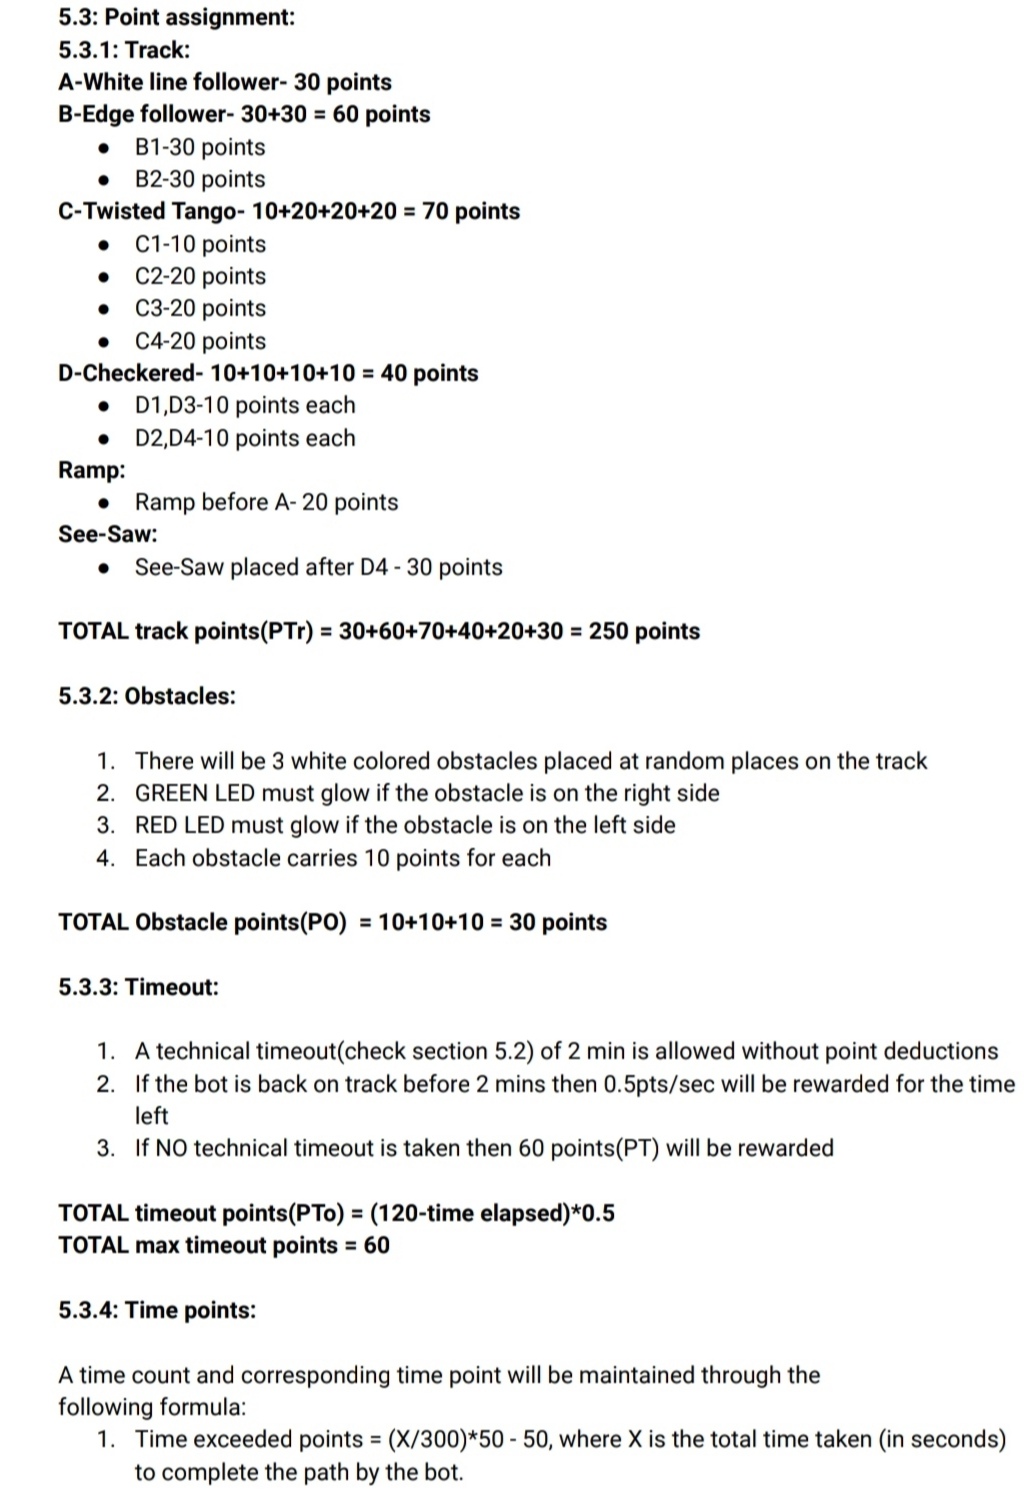 5.3: Point assignment:
5.3.1: Track:
A-White line follower- 30 points
B-Edge follower- 30+30 = 60 points
● B1-30 points
● B2-30 points
C-Twisted Tango- 10+20+20+20 = 70 points
● C1-10 points
● C2-20 points
● C3-20 points
● C4-20 points
D-Checkered- 10+10+10+10 = 40 points
● D1,D3-10 points each
● D2,D4-10 points each
Ramp:
● Ramp before A- 20 points
See-Saw:
● See-Saw placed after D4 - 30 points
TOTAL track points(PTr) = 30+60+70+40+20+30 = 250 points
5.3.2: Obstacles:
1. There will be 3 white colored obstacles placed at random places on the track
2. GREEN LED must glow if the obstacle is on the right side
3. RED LED must glow if the obstacle is on the left side
4. Each obstacle carries 10 points for each
TOTAL Obstacle points(PO) = 10+10+10 = 30 points
5.3.3: Timeout:
1. A technical timeout(check section 5.2) of 2 min is allowed without point deductions
2. If the bot is back on track before 2 mins then 0.5pts/sec will be rewarded for the time
left
3. If NO technical timeout is taken then 60 points(PT) will be rewarded
TOTAL timeout points(PTo) = (120-time elapsed)*0.5
TOTAL max timeout points = 60
5.3.4: Time points:
A time count and corresponding time point will be maintained through the
following formula:
1. Time exceeded points = (X/300)*50 - 50, where X is the total time taken (in seconds)
to complete the path by the bot.